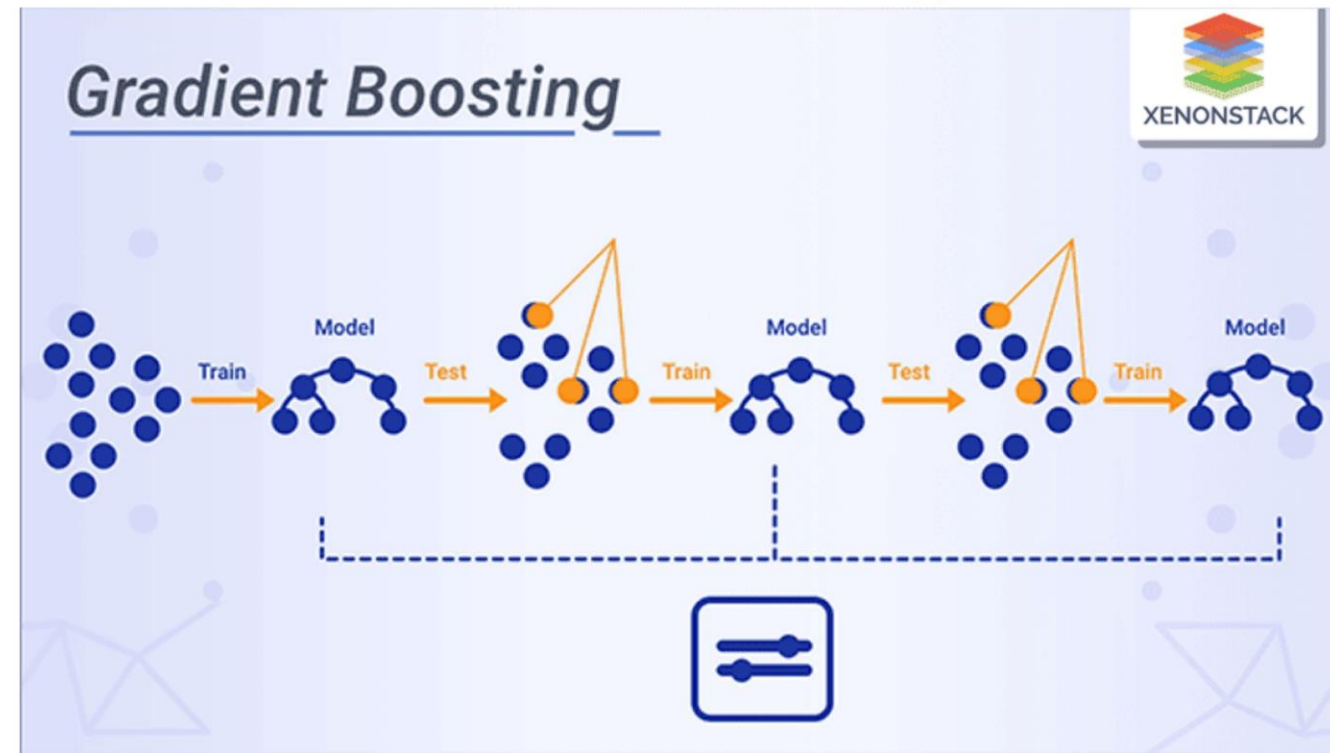 Gradient Boosting
XENONSTACK
Model
Model
Model
Train
Test
Train
Test
Train